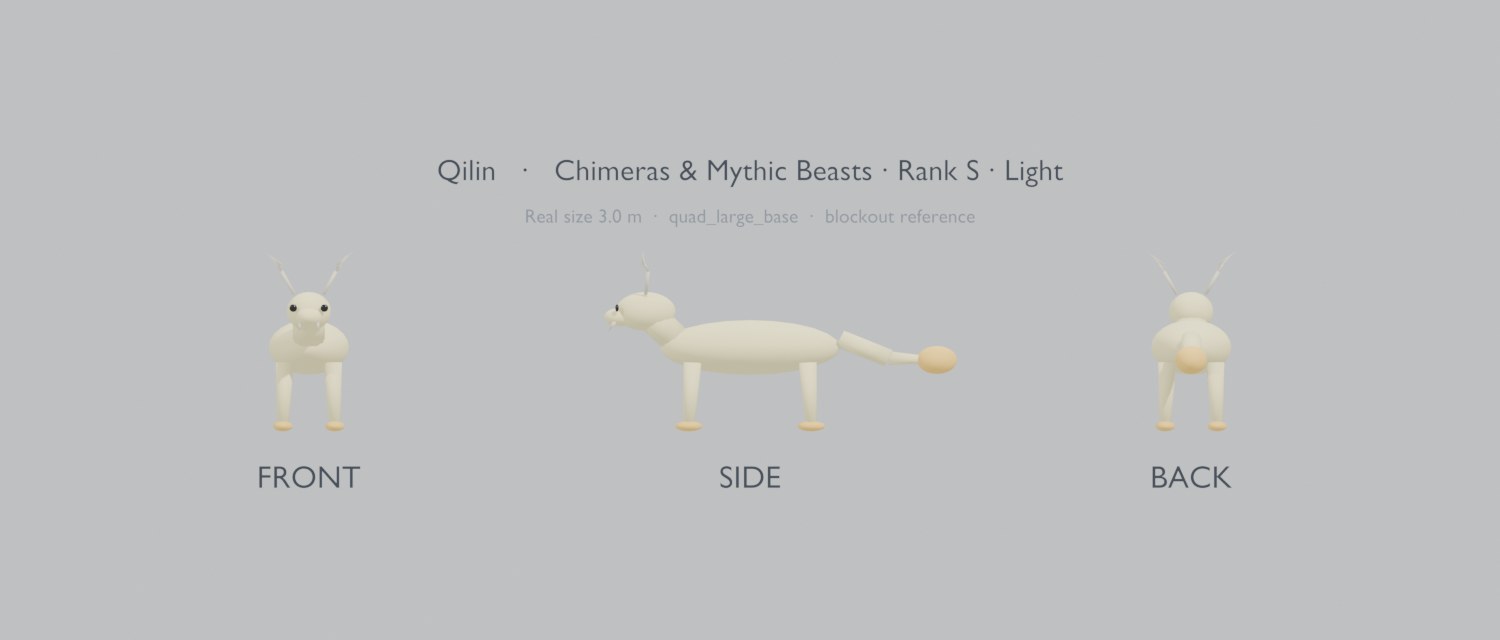 Qilin · Chimeras & Mythic Beasts · Rank S · Light
Real size 3.0 m · quad_large_base · blockout reference
FRONT
SIDE
BACK